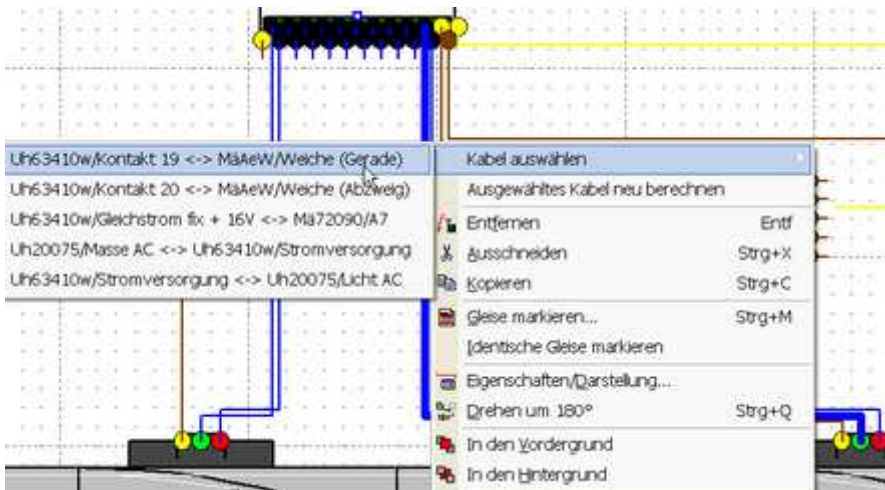 Uh63410w/Kontakt 19 <-> MäAeW/Weiche (Gerade)
Uh63410w/Kontakt 20 <-> MäAeW/Weiche (Abzweig)
Uh63410w/Gleichstrom fix + 16V <-> Mä72090/A7
Uh20075/Masse AC <-> Uh63410w/Stromversorgung
Uh63410w/Stromversorgung <-> Uh20075/Licht AC
Kabel auswählen
Ausgewähltes Kabel neu berechnen
Entfernen Entf
Ausschneiden Strg+X
Kopieren Strg+C
Gleise markieren... Strg+M
Identische Gleise markieren
Eigenschaften/Darstellung...
Drehen um 180° Strg+Q
In den Vordergrund
In den Hintergrund